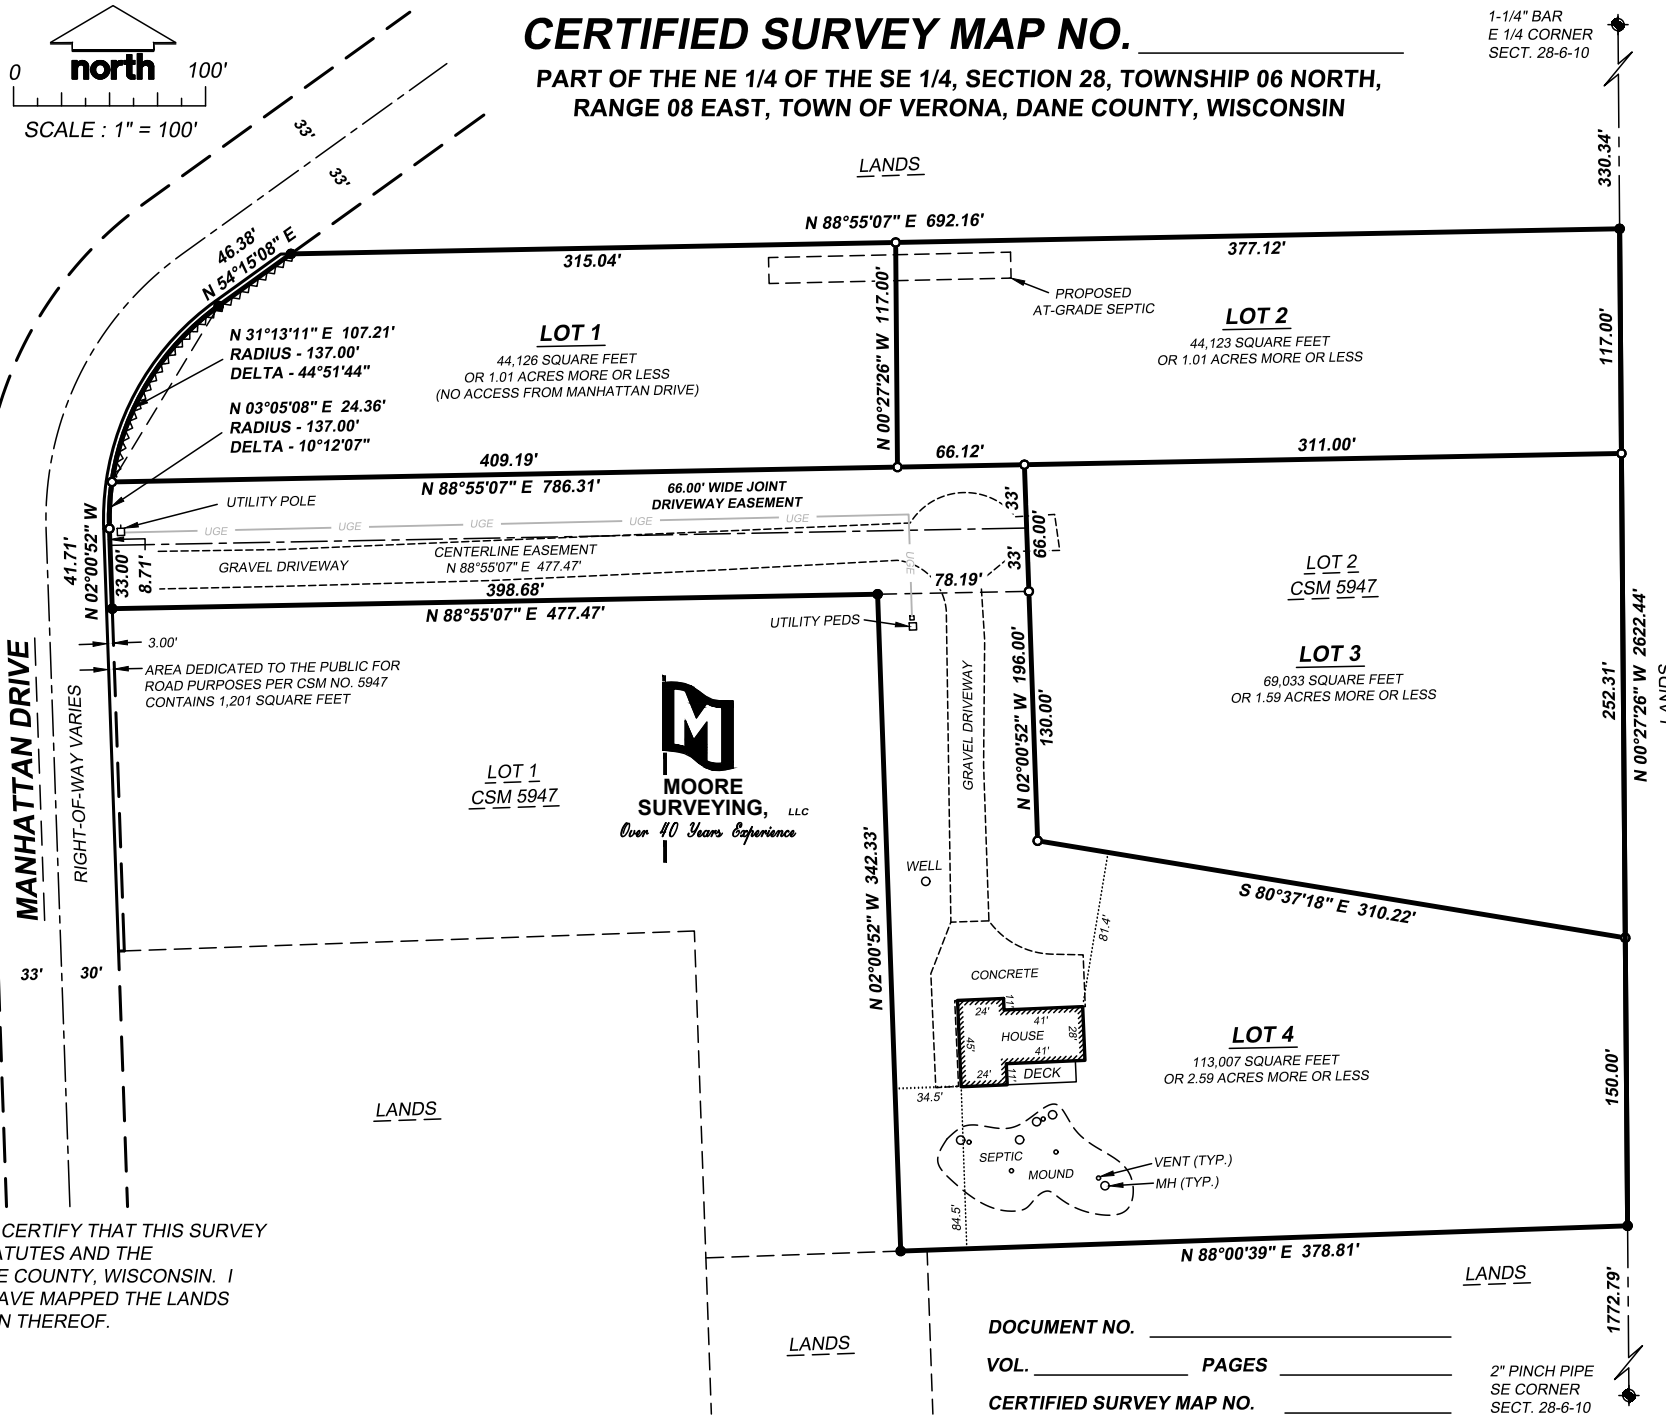 CERTIFIED SURVEY MAP NO.
PART OF THE NE 1/4 OF THE SE 1/4, SECTION 28, TOWNSHIP 06 NORTH,
RANGE 08 EAST, TOWN OF VERONA, DANE COUNTY, WISCONSIN
north
0 100'
SCALE : 1" = 100'
1-1/4" BAR
E 1/4 CORNER
SECT. 28-6-10
33'
33'
330.34'
LANDS
N 88°55'07" E 692.16'
315.04'
377.12'
46.38'
N 54°15'08" E
PROPOSED
AT-GRADE SEPTIC
N 31°13'11" E 107.21'
RADIUS - 137.00'
DELTA - 44°51'44"
N 03°05'08" E 24.36'
RADIUS - 137.00'
DELTA - 10°12'07"
LOT 1
44,126 SQUARE FEET
OR 1.01 ACRES MORE OR LESS
(NO ACCESS FROM MANHATTAN DRIVE)
N 00°27'26" W 117.00'
LOT 2
44,123 SQUARE FEET
OR 1.01 ACRES MORE OR LESS
117.00'
409.19'
66.12'
311.00'
N 88°55'07" E 786.31'
66.00' WIDE JOINT
DRIVEWAY EASEMENT
UTILITY POLE
UGE
UGE
UGE
UGE
UGE
UGE
CENTERLINE EASEMENT
N 88°55'07" E 477.47'
GRAVEL DRIVEWAY
33'
33'
66.00'
41.71'
N 02°00'52" W
33.00'
8.71'
398.68'
78.19'
N 88°55'07" E 477.47'
UTILITY PEDS
3.00'
AREA DEDICATED TO THE PUBLIC FOR
ROAD PURPOSES PER CSM NO. 5947
CONTAINS 1,201 SQUARE FEET
MANHATTAN DRIVE
RIGHT-OF-WAY VARIES
LOT 2
CSM 5947
LOT 3
69,033 SQUARE FEET
OR 1.59 ACRES MORE OR LESS
252.31'
N 00°27'26" W 2622.44'
LANDS
GRAVEL DRIVEWAY
N 02°00'52" W 196.00'
130.00'
LOT 1
CSM 5947
M
MOORE
SURVEYING, LLC
Over 40 Years Experience
N 02°00'52" W 342.33'
WELL
S 80°37'18" E 310.22'
81.4'
33'
30'
CONCRETE
24'
11'
41'
HOUSE
28'
45'
41'
24'
11'
DECK
34.5'
LOT 4
113,007 SQUARE FEET
OR 2.59 ACRES MORE OR LESS
150.00'
LANDS
SEPTIC
MOUND
VENT (TYP.)
MH (TYP.)
84.5'
N 88°00'39" E 378.81'
LANDS
1772.79'
CERTIFY THAT THIS SURVEY
ATUTES AND THE
E COUNTY, WISCONSIN. I
AVE MAPPED THE LANDS
N THEREOF.
LANDS
DOCUMENT NO.
VOL. PAGES
CERTIFIED SURVEY MAP NO.
2" PINCH PIPE
SE CORNER
SECT. 28-6-10